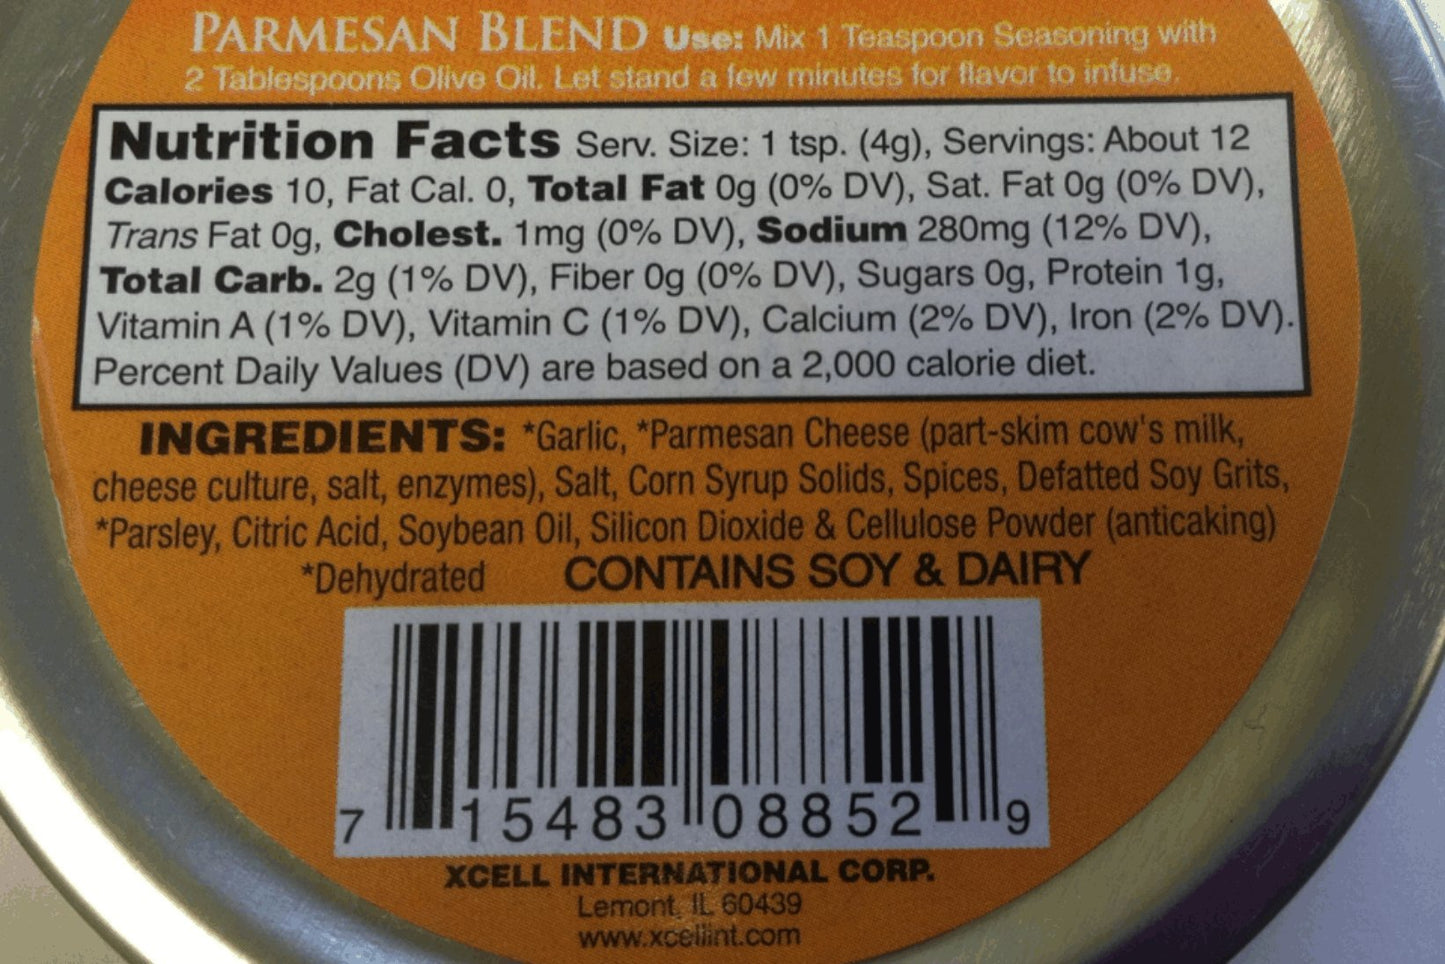 PARMESAN BLEND Use: Mix 1 Teaspoon Seasoning with
2 Tablespoons Olive Oil. Let stand a few minutes for flavor to infuse.
Nutrition Facts Serv. Size: 1 tsp. (4g), Servings: About 12
Calories 10, Fat Cal. 0, Total Fat 0g (0% DV), Sat. Fat 0g (0% DV),
Trans Fat 0g, Cholest. 1mg (0% DV), Sodium 280mg (12% DV),
Total Carb. 2g (1% DV), Fiber 0g (0% DV), Sugars 0g, Protein 1g,
Vitamin A (1% DV), Vitamin C (1% DV), Calcium (2% DV), Iron (2% DV).
Percent Daily Values (DV) are based on a 2,000 calorie diet.
INGREDIENTS: *Garlic, *Parmesan Cheese (part-skim cow's milk,
cheese culture, salt, enzymes), Salt, Corn Syrup Solids, Spices, Defatted Soy Grits,
*Parsley, Citric Acid, Soybean Oil, Silicon Dioxide & Cellulose Powder (anticaking)
*Dehydrated CONTAINS SOY & DAIRY
7 15483 08852 9
XCELL INTERNATIONAL CORP.
Lemont, IL 60439
www.xcellint.com